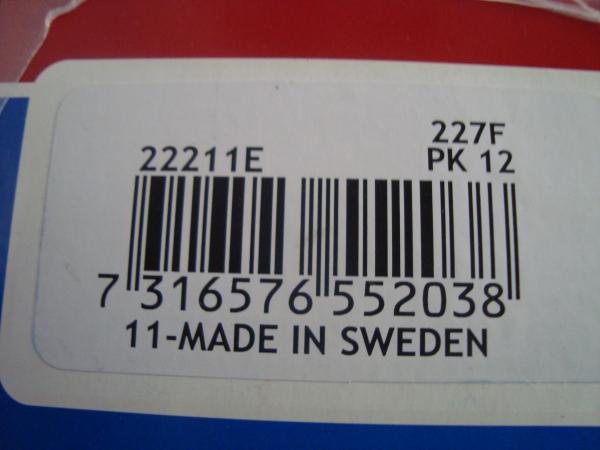 227F
22211E PK 12
7 316576 552038
11-MADE IN SWEDEN